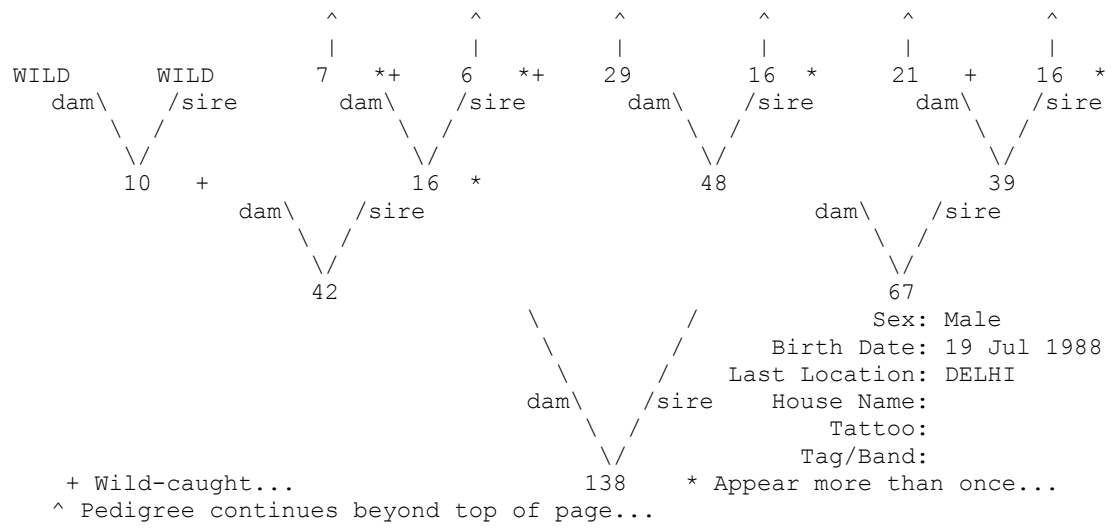 ^ ^ ^ ^ ^ ^
| | | | | |
WILD WILD 7 *+ 6 *+ 29 16 * 21 + 16 *
dam\ /sire dam\ /sire dam\ /sire dam\ /sire
\ / \ / \ / \ /
\/ \/ \/ \/
10 + 16 * 48 39
dam\ /sire dam\ /sire
\ / \ /
\/ \/
42 67
\ / Sex: Male
\ / Birth Date: 19 Jul 1988
\ / Last Location: DELHI
dam\ /sire House Name:
\ / Tattoo:
\/ Tag/Band:
+ Wild-caught... 138 * Appear more than once...
^ Pedigree continues beyond top of page...